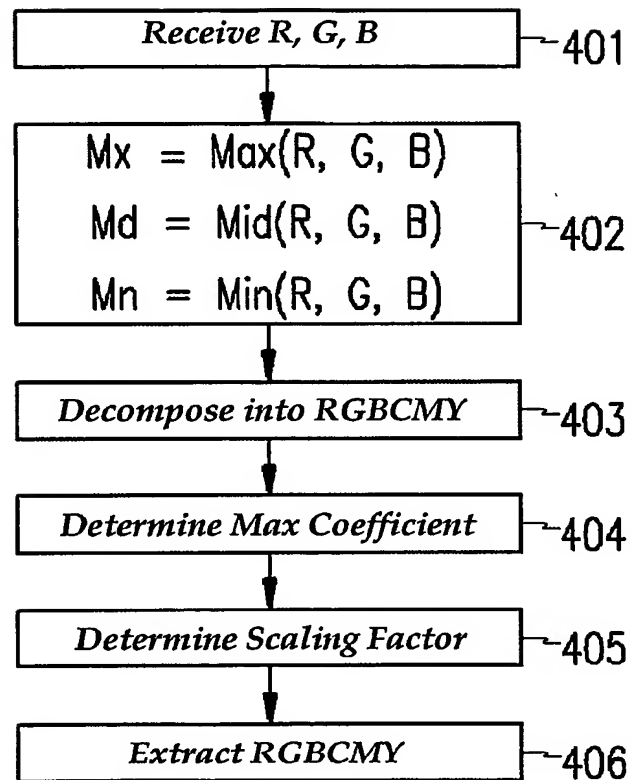 Receive R, G, B
401
Mx = Max(R, G, B)
Md = Mid(R, G, B)
Mn = Min(R, G, B)
402
Decompose into RGBCMY
403
Determine Max Coefficient
404
Determine Scaling Factor
405
Extract RGBCMY
406